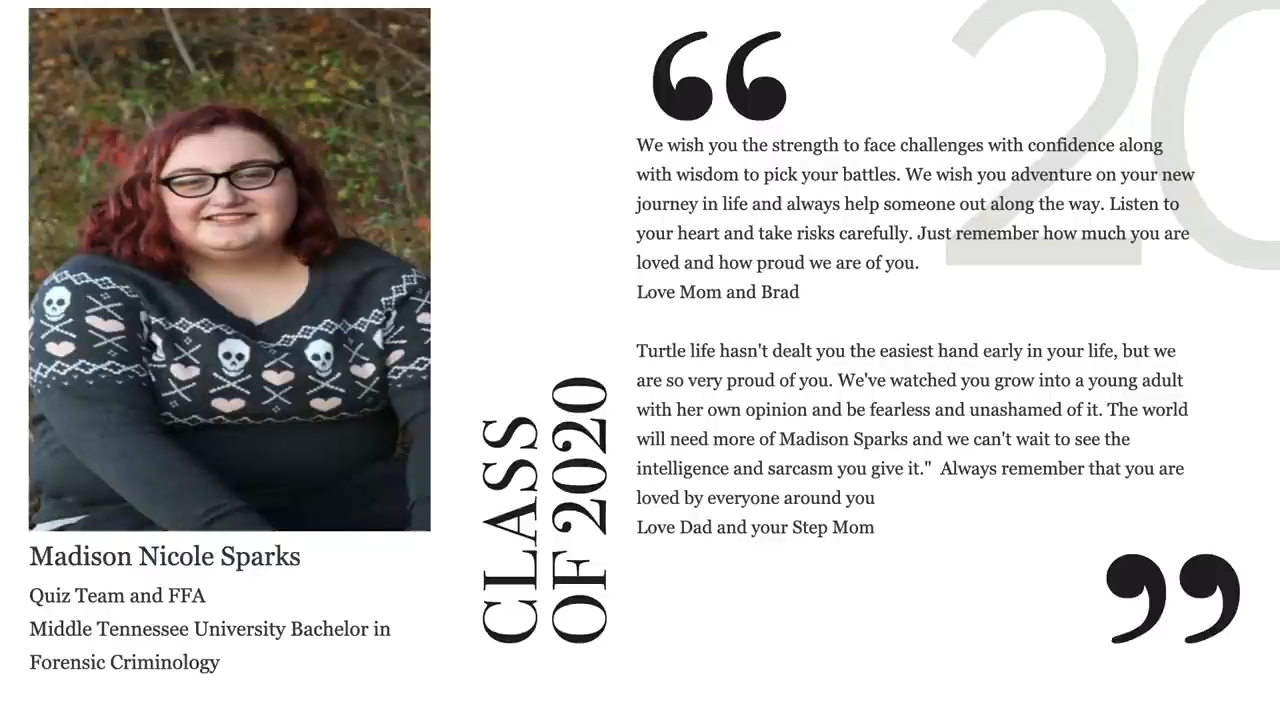 20
“
We wish you the strength to face challenges with confidence along
with wisdom to pick your battles. We wish you adventure on your new
journey in life and always help someone out along the way. Listen to
your heart and take risks carefully. Just remember how much you are
loved and how proud we are of you.
Love Mom and Brad
Turtle life hasn't dealt you the easiest hand early in your life, but we
are so very proud of you. We've watched you grow into a young adult
with her own opinion and be fearless and unashamed of it. The world
will need more of Madison Sparks and we can't wait to see the
intelligence and sarcasm you give it." Always remember that you are
loved by everyone around you
Love Dad and your Step Mom
”
CLASS
OF 2020
Madison Nicole Sparks
Quiz Team and FFA
Middle Tennessee University Bachelor in
Forensic Criminology